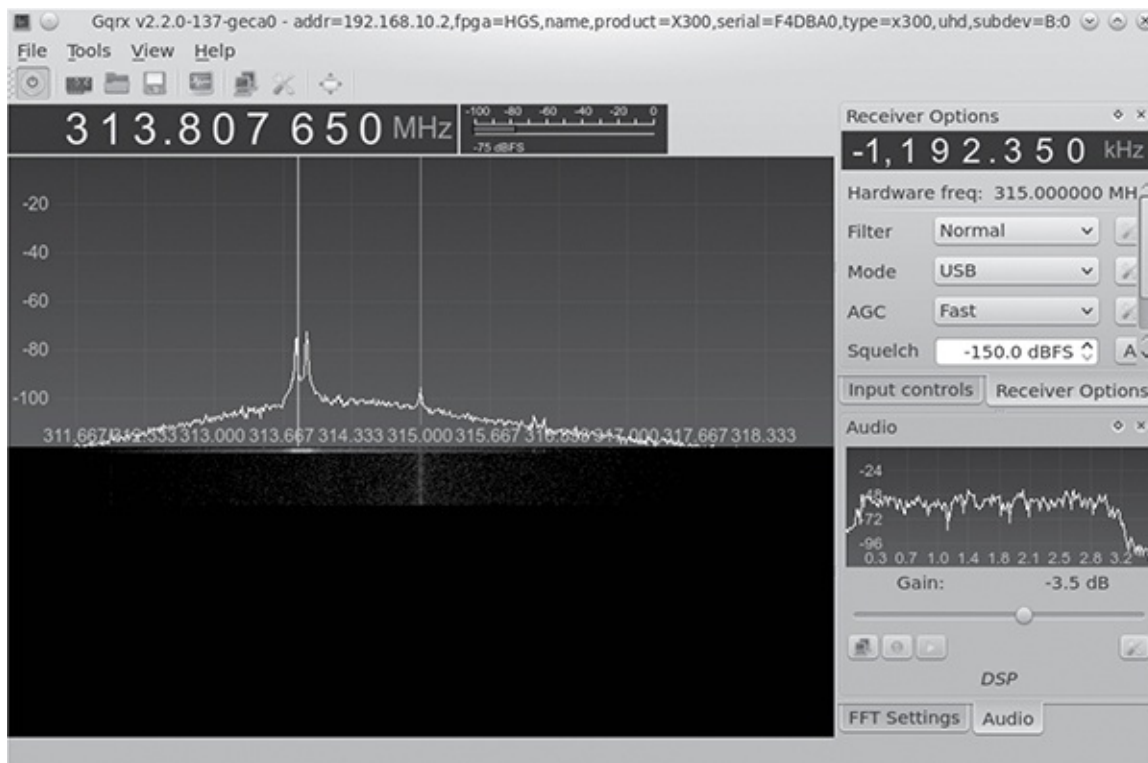 Gqrx v2.2.0-137-geca0 - addr=192.168.10.2,fpga=HGS,name,product=X300,serial=F4DBA0,type=x300,uhd,subdev=B:0
File Tools View Help
313.807 650 MHz
-100 -80 -60 -40 -20 0
-75 dBFS
-20
-40
-60
-80
-100
311.667 313.000 313.667 314.333 315.000 315.667 317.667 318.333
Receiver Options
-1,192.350 kHz
Hardware freq: 315.000000 MH
Filter Normal
Mode USB
AGC Fast
Squelch -150.0 dBFS A
Input controls Receiver Options
Audio
-24
-48
-72
-96
0.3 0.7 1.0 1.4 1.8 2.1 2.5 2.8 3.2
Gain: -3.5 dB
DSP
FFT Settings Audio